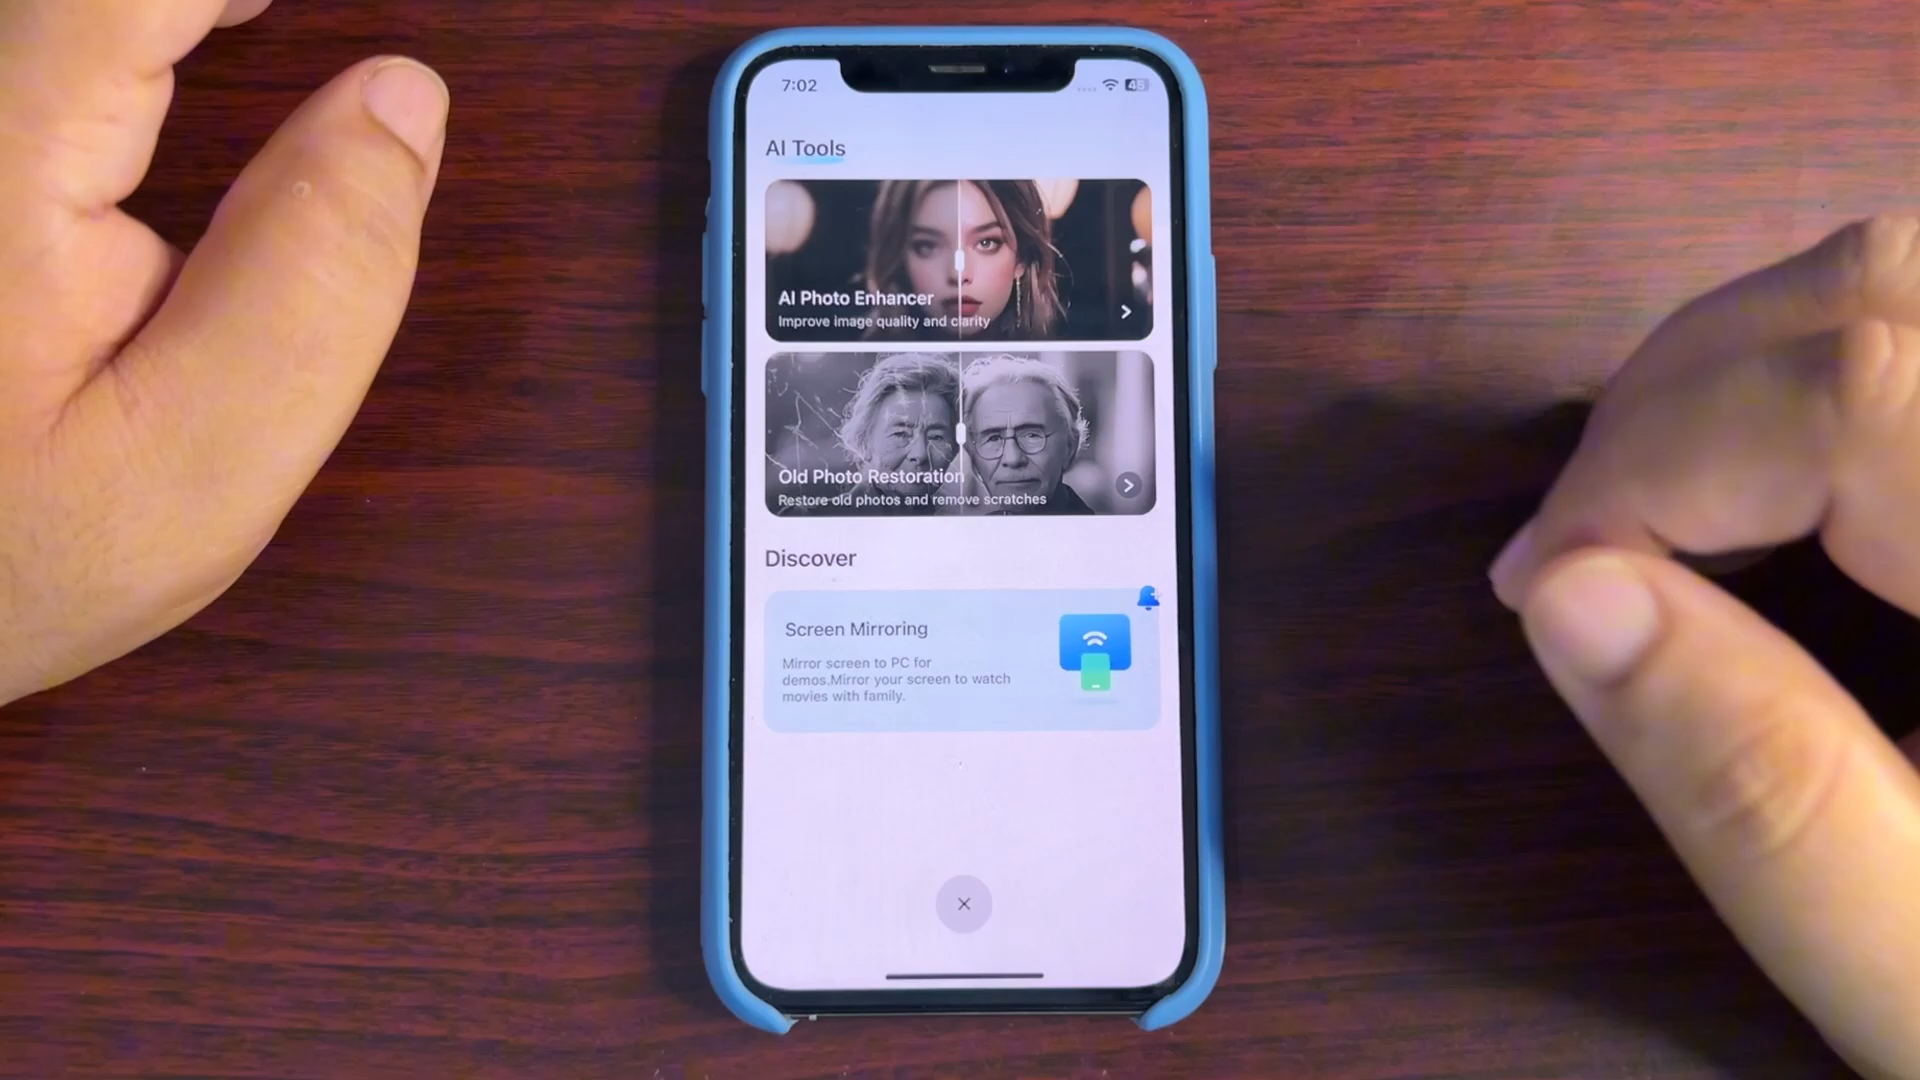 7:02
45
AI Tools
AI Photo Enhancer
Improve image quality and clarity
Old Photo Restoration
Restore old photos and remove scratches
Discover
Screen Mirroring
Mirror screen to PC for
demos.Mirror your screen to watch
movies with family.